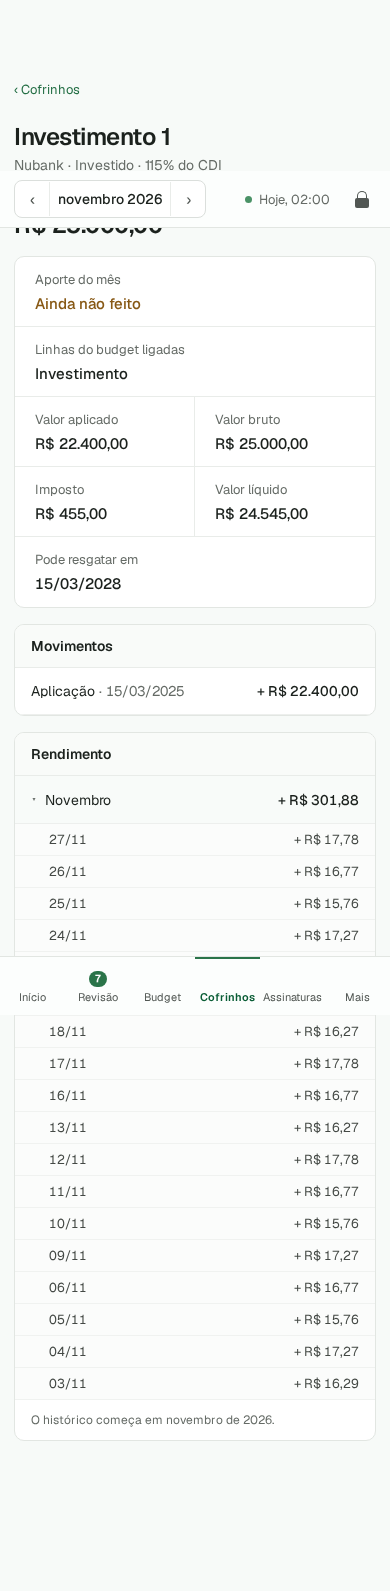 ‹ Cofrinhos
Investimento 1
Nubank · Investido · 115% do CDI
‹ novembro 2026 ›
Hoje, 02:00
R$ 25.000,00
Aporte do mês
Ainda não feito
Linhas do budget ligadas
Investimento
Valor aplicado Valor bruto
R$ 22.400,00 R$ 25.000,00
Imposto Valor líquido
R$ 455,00 R$ 24.545,00
Pode resgatar em
15/03/2028
Movimentos
Aplicação · 15/03/2025 + R$ 22.400,00
Rendimento
Novembro + R$ 301,88
27/11 + R$ 17,78
26/11 + R$ 16,77
25/11 + R$ 15,76
24/11 + R$ 17,27
7
Início Revisão Budget Cofrinhos Assinaturas Mais
18/11 + R$ 16,27
17/11 + R$ 17,78
16/11 + R$ 16,77
13/11 + R$ 16,27
12/11 + R$ 17,78
11/11 + R$ 16,77
10/11 + R$ 15,76
09/11 + R$ 17,27
06/11 + R$ 16,77
05/11 + R$ 15,76
04/11 + R$ 17,27
03/11 + R$ 16,29
O histórico começa em novembro de 2026.